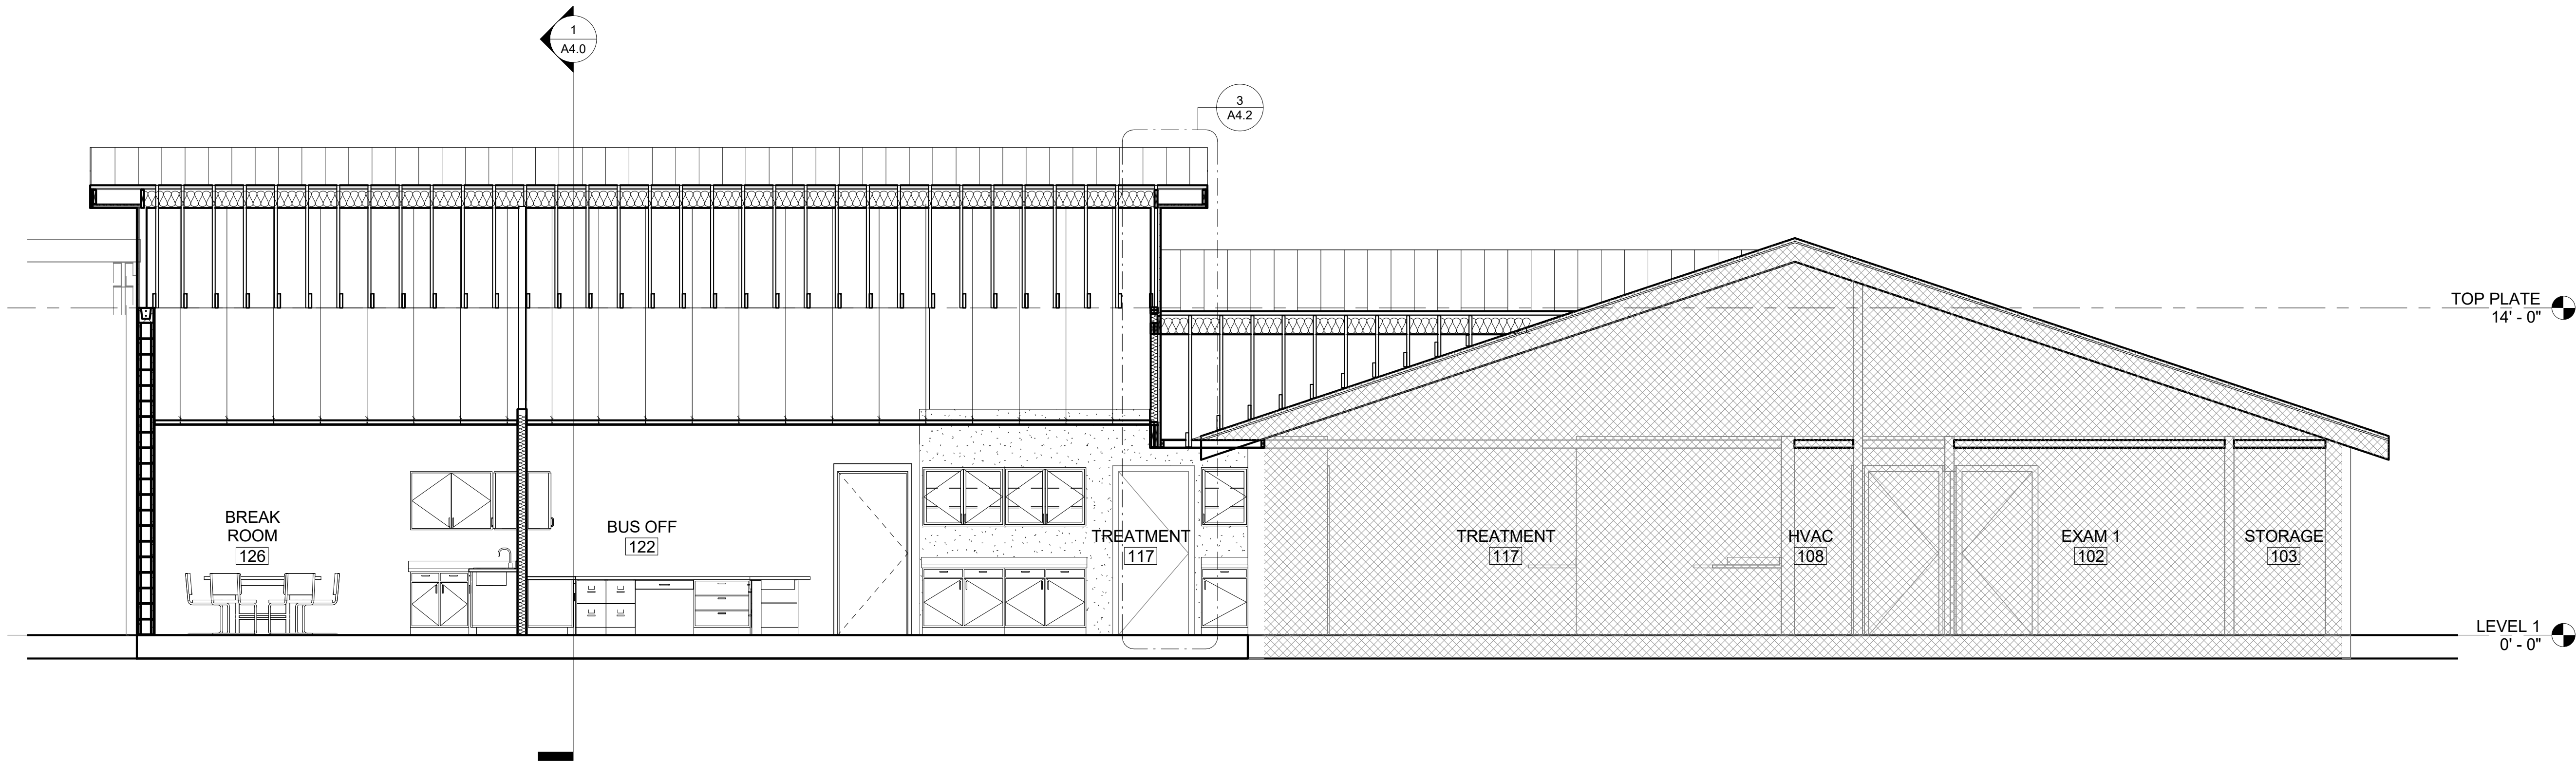 1
A4.0
3
A4.2
TOP PLATE
14' - 0"
BREAK
ROOM
126
BUS OFF
122
TREATMENT
117
TREATMENT
117
HVAC
108
EXAM 1
102
STORAGE
103
LEVEL 1
0' - 0"